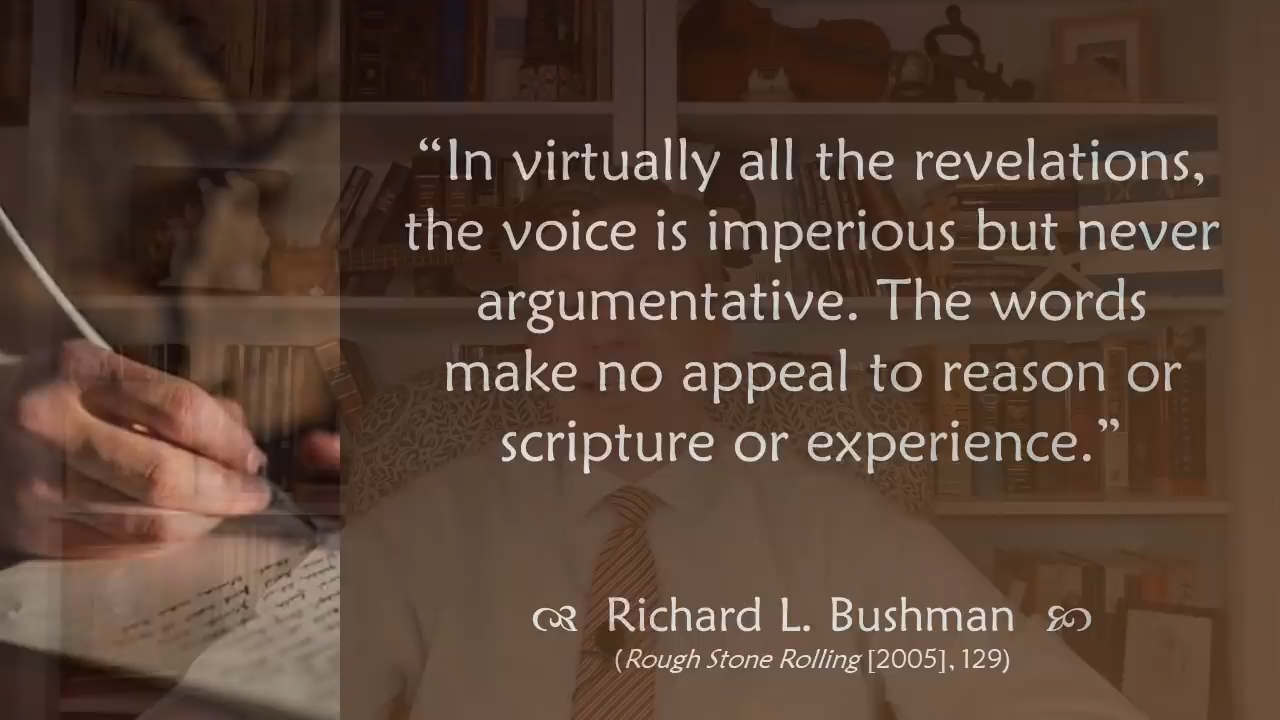 “In virtually all the revelations,
the voice is imperious but never
argumentative. The words
make no appeal to reason or
scripture or experience.”
Richard L. Bushman
(Rough Stone Rolling [2005], 129)